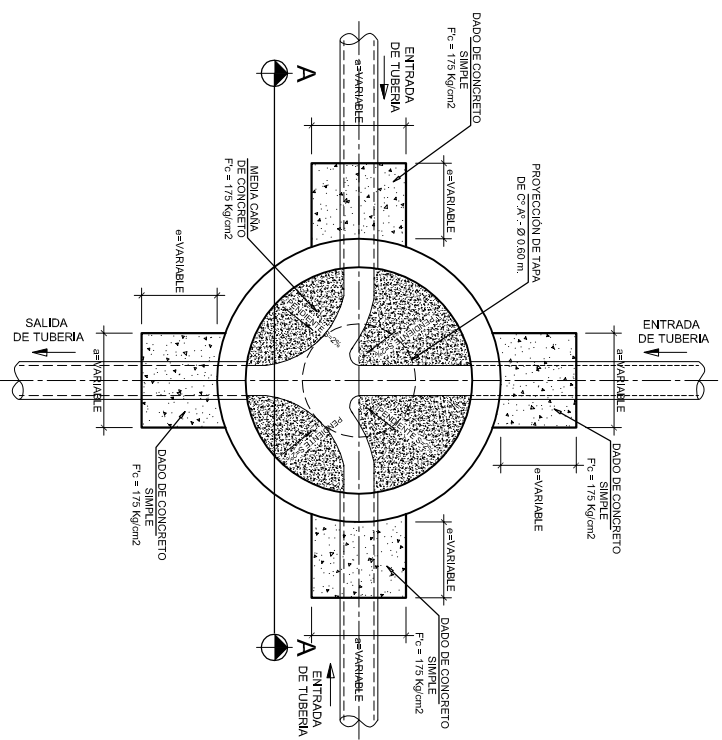 DADO DE CONCRETO
SIMPLE
F'c = 175 Kg/cm2
ENTRADA
DE TUBERIA
a=VARIABLE
A
e=VARIABLE
PROYECCIÓN DE TAPA
DE Cº Aº - Ø 0.60 m.
MEDIA CAÑA
DE CONCRETO
F'c = 175 Kg/cm2
e=VARIABLE
SALIDA
DE TUBERIA
a=VARIABLE
DADO DE CONCRETO
SIMPLE
F'c = 175 Kg/cm2
ENTRADA
DE TUBERIA
a=VARIABLE
DADO DE CONCRETO
SIMPLE
F'c = 175 Kg/cm2
e=VARIABLE
e=VARIABLE
DADO DE CONCRETO
SIMPLE
F'c = 175 Kg/cm2
a=VARIABLE
A
ENTRADA
DE TUBERIA